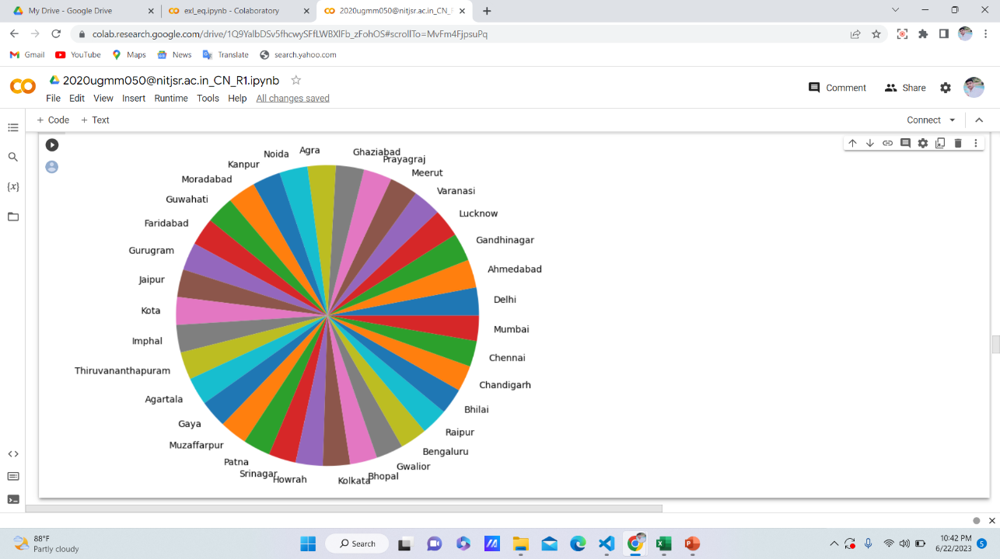 My Drive - Google Drive
exl_eq.ipynb - Colaboratory
2020ugmm050@nitjsr.ac.in_CN_R
colab.research.google.com/drive/1Q9YalbDSv5fhcwySFfLWBXlFb_zFohOS#scrollTo=MvFm4FjpsuPq
Gmail YouTube Maps News Translate search.yahoo.com
2020ugmm050@nitjsr.ac.in_CN_R1.ipynb
Comment Share
File Edit View Insert Runtime Tools Help All changes saved
+ Code + Text
Connect
{x}
Agra
Noida
Kanpur
Moradabad
Guwahati
Faridabad
Gurugram
Jaipur
Kota
Imphal
Thiruvananthapuram
Agartala
Gaya
Muzaffarpur
Patna
Srinagar
Howrah
Kolkata
Bhopal
Gwalior
Bengaluru
Raipur
Bhilai
Chandigarh
Chennai
Mumbai
Delhi
Ahmedabad
Gandhinagar
Lucknow
Varanasi
Meerut
Prayagraj
Ghaziabad
88°F
Partly cloudy
Search
10:42 PM
6/22/2023
5